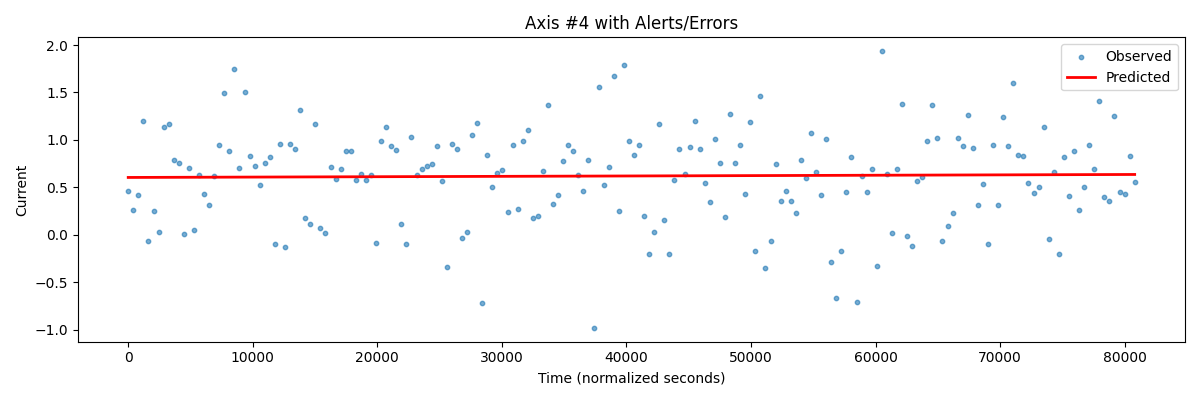 Axis #4 with Alerts/Errors
Observed
Predicted
Current
2.0
1.5
1.0
0.5
0.0
−0.5
−1.0
0 10000 20000 30000 40000 50000 60000 70000 80000
Time (normalized seconds)